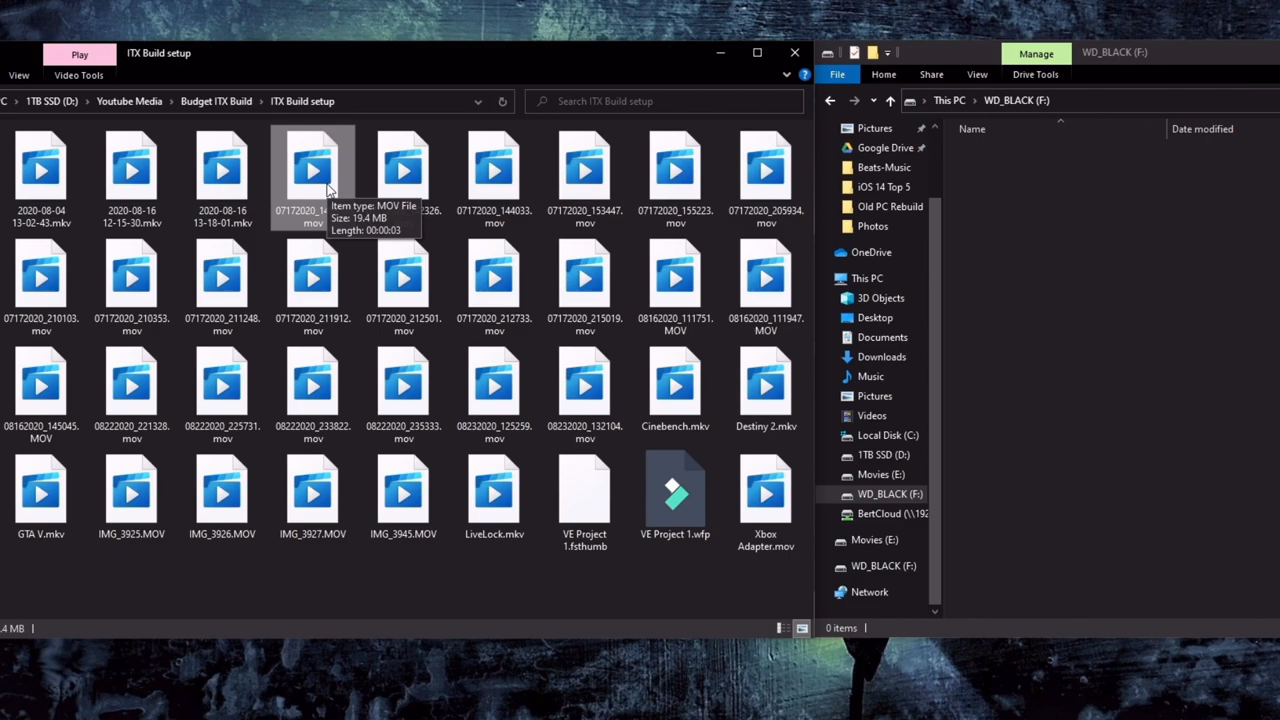 Play
ITX Build setup
View
Video Tools
PC > 1TB SSD (D:) > Youtube Media > Budget ITX Build > ITX Build setup
Search ITX Build setup
2020-08-04
13-02-43.mkv
2020-08-16
12-15-30.mkv
2020-08-16
13-18-01.mkv
mov
Item type: MOV File
Size: 19.4 MB
Length: 00:00:03
07172020_144033.
mov
07172020_153447.
mov
07172020_155223.
mov
07172020_205934.
mov
07172020_210103.
mov
07172020_210353.
mov
07172020_211248.
mov
07172020_211912.
mov
07172020_212501.
mov
07172020_212733.
mov
07172020_215019.
mov
08162020_111751.
MOV
08162020_111947.
MOV
08162020_145045.
MOV
08222020_221328.
mov
08222020_225731.
mov
08222020_233822.
mov
08222020_235333.
mov
08232020_125259.
mov
08232020_132104.
mov
Cinebench.mkv
Destiny 2.mkv
GTA V.mkv
IMG_3925.MOV
IMG_3926.MOV
IMG_3927.MOV
IMG_3945.MOV
LiveLock.mkv
VE Project
1.fsthumb
VE Project 1.wfp
Xbox
Adapter.mov
.4 MB
Manage
WD_BLACK (F:)
File
Home
Share
View
Drive Tools
This PC > WD_BLACK (F:)
Name
Date modified
Pictures
Google Drive
Beats-Music
iOS 14 Top 5
Old PC Rebuild
Photos
OneDrive
This PC
3D Objects
Desktop
Documents
Downloads
Music
Pictures
Videos
Local Disk (C:)
1TB SSD (D:)
Movies (E:)
WD_BLACK (F:)
BertCloud (\\192
Movies (E:)
WD_BLACK (F:)
Network
0 items